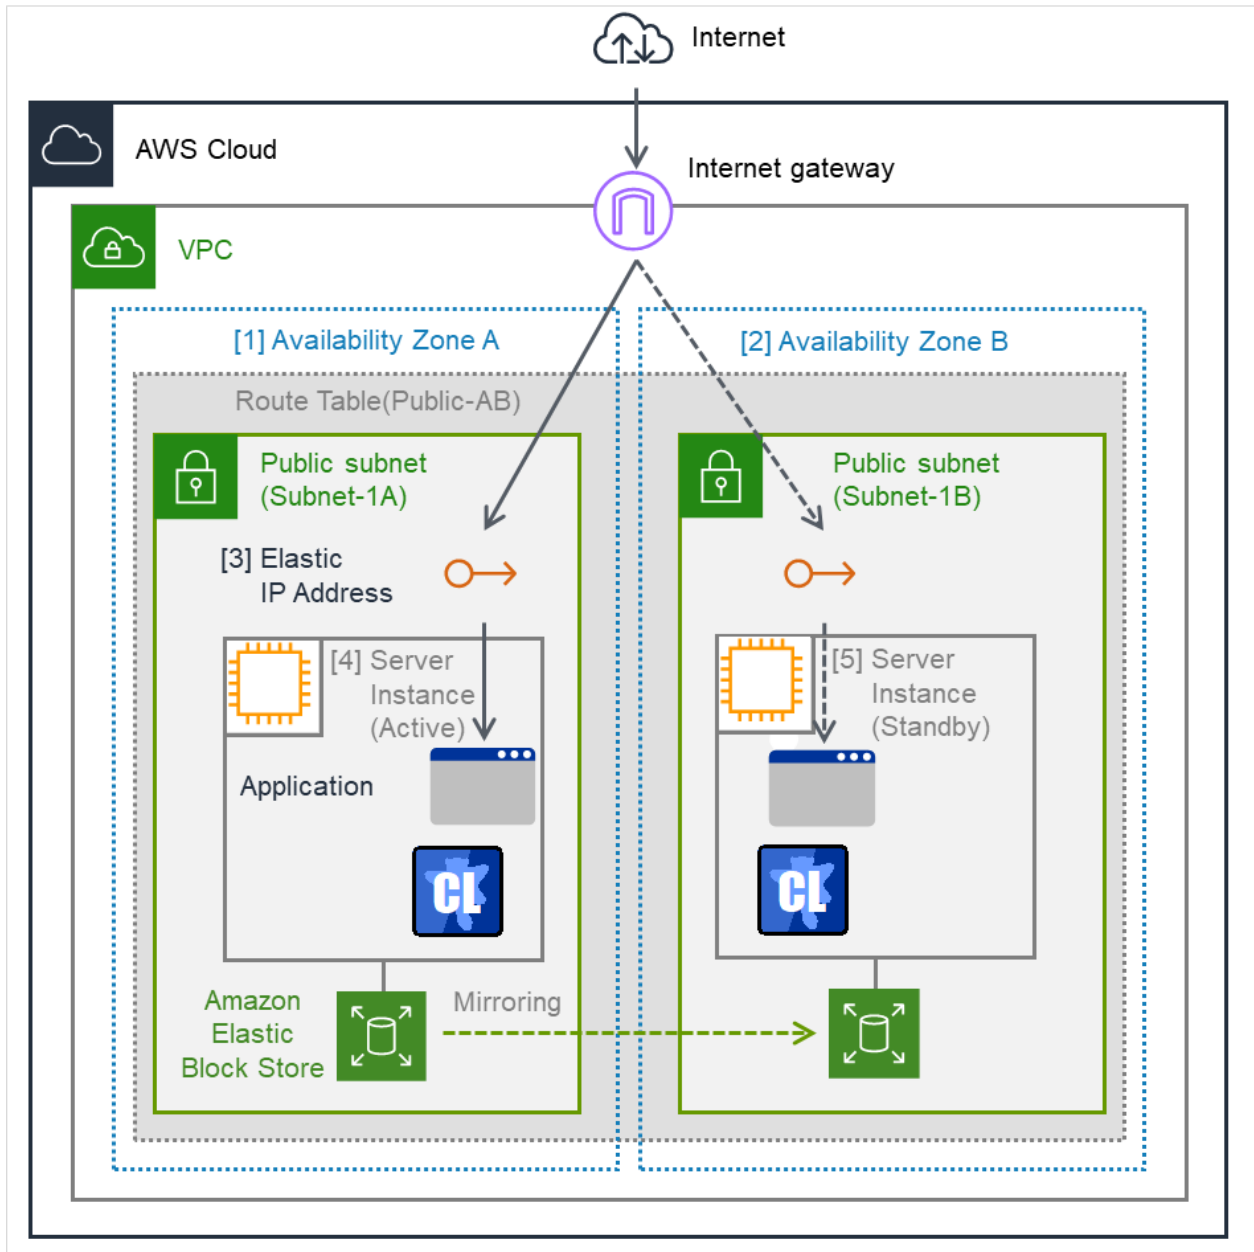 Internet
AWS Cloud
Internet gateway
VPC
[1] Availability Zone A
[2] Availability Zone B
Route Table(Public-AB)
Public subnet
(Subnet-1A)
Public subnet
(Subnet-1B)
[3] Elastic
IP Address
[4] Server
Instance
(Active)
[5] Server
Instance
(Standby)
Application
CL
CL
Amazon
Elastic
Block Store
Mirroring